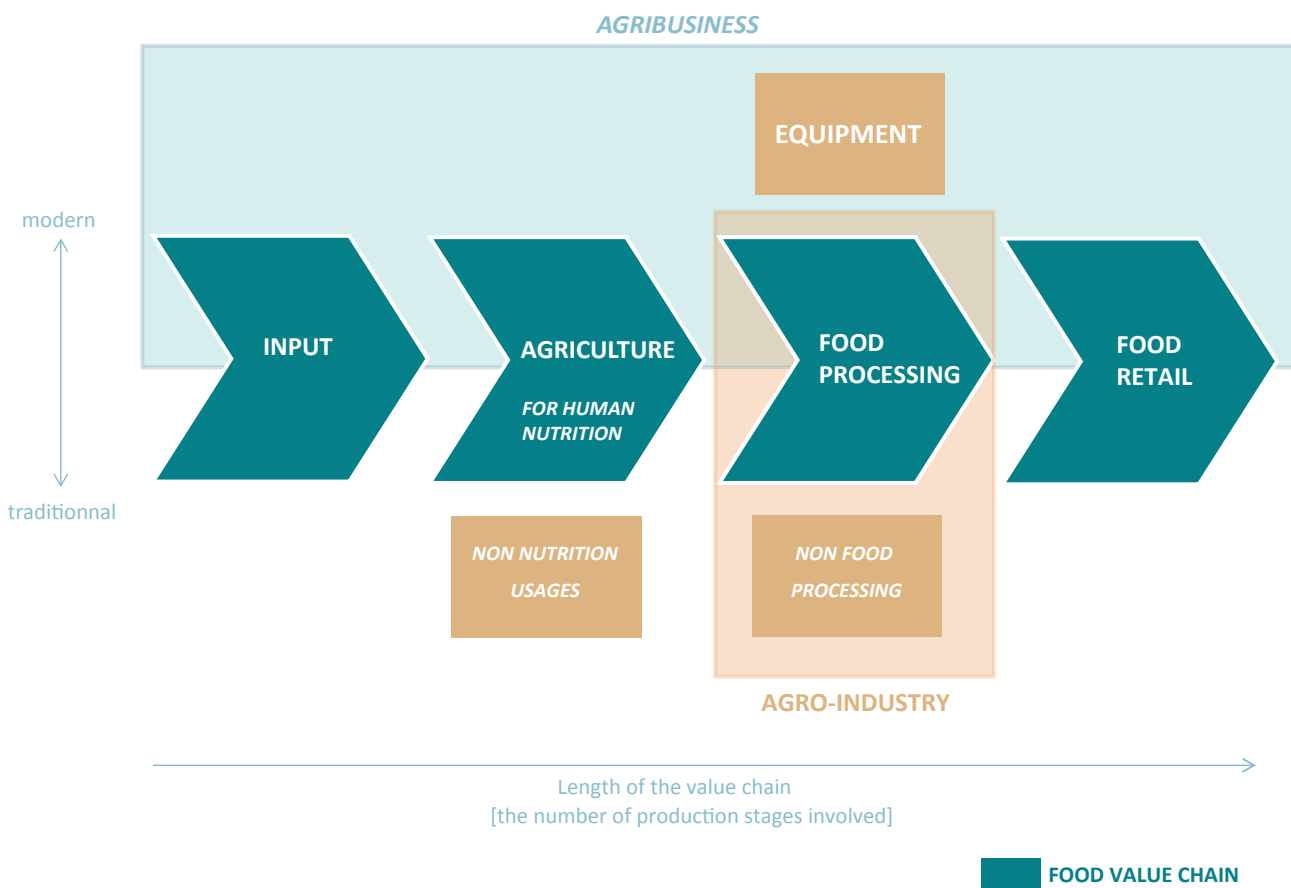 AGRIBUSINESS
EQUIPMENT
modern
INPUT
AGRICULTURE
FOR HUMAN
NUTRITION
FOOD
PROCESSING
FOOD
RETAIL
traditionnal
NON NUTRITION
USAGES
NON FOOD
PROCESSING
AGRO-INDUSTRY
Length of the value chain
[the number of production stages involved]
FOOD VALUE CHAIN